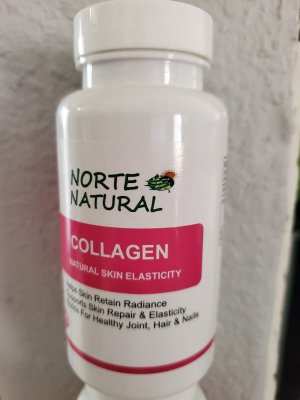 NORTE
NATURAL
COLLAGEN
NATURAL SKIN ELASTICITY
Skin Retain Radiance
Supports Skin Repair & Elasticity
For Healthy Joint, Hair & Nails